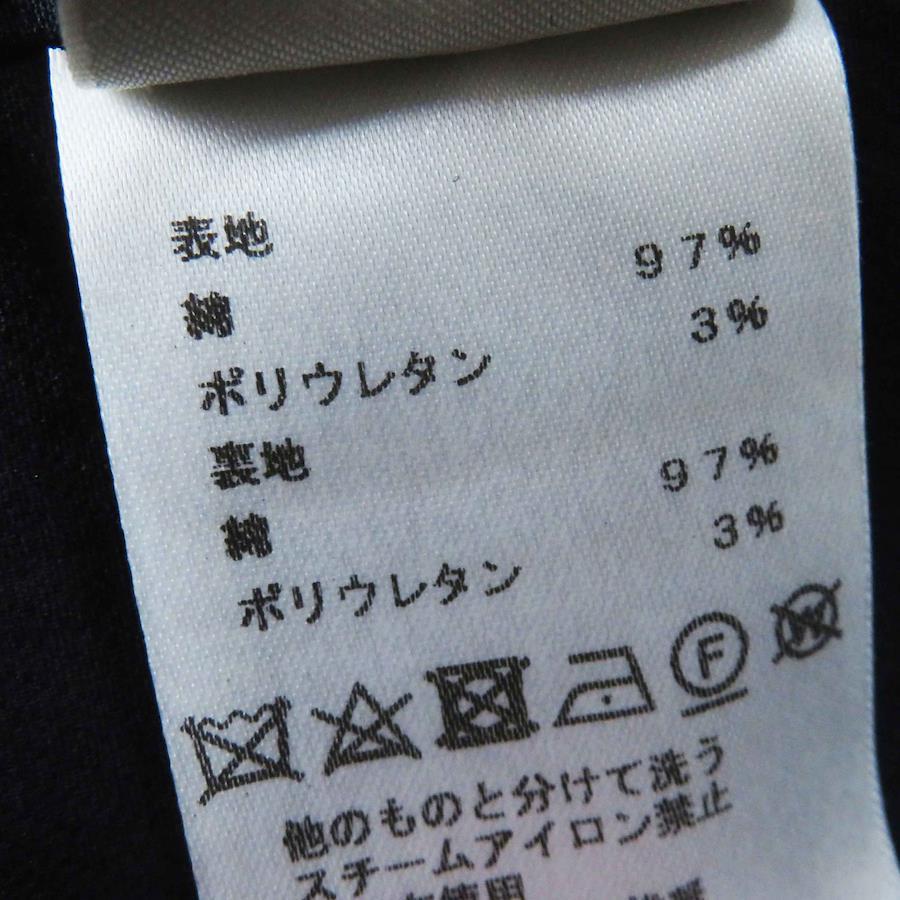 表地
97%
ポリウレタン 3%
裏地
97%
ポリウレタン 3%
F W
他のものと分けて洗う
スチームアイロン禁止